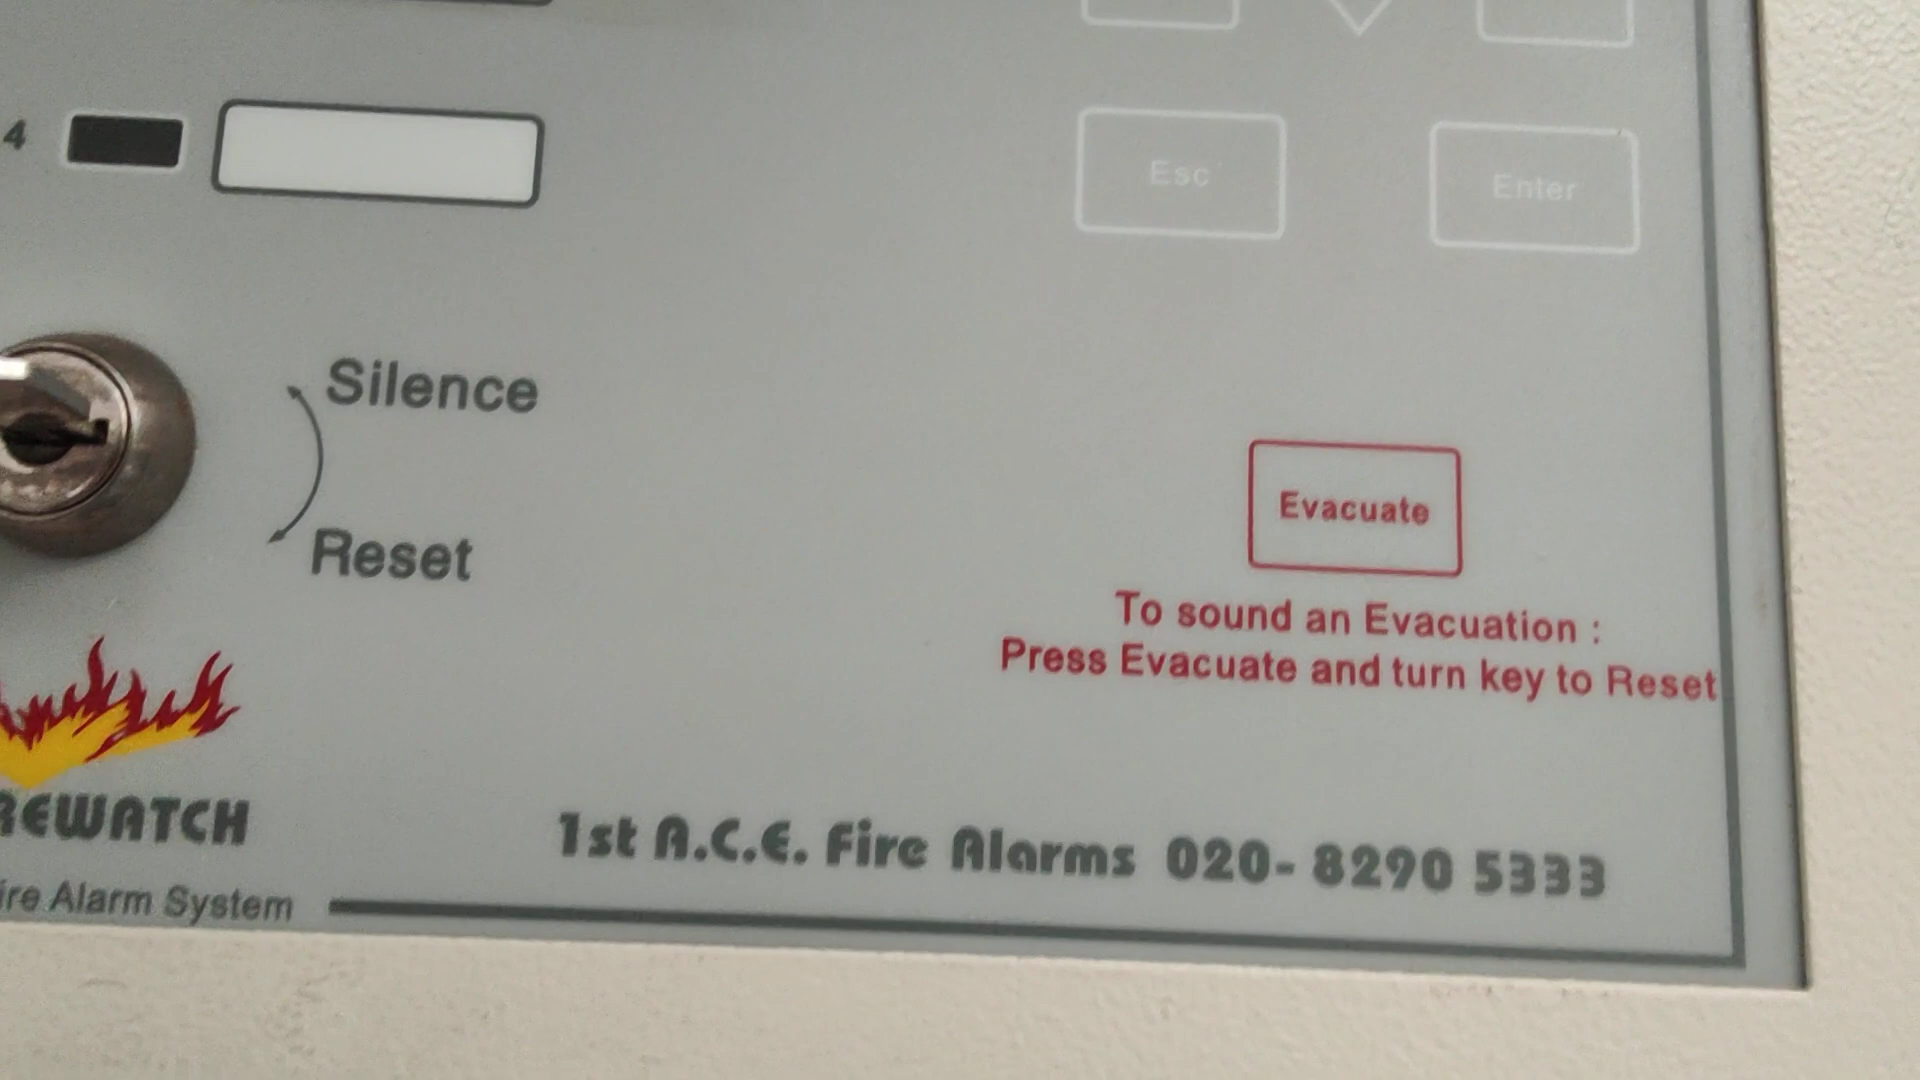 4
Esc Enter
Silence
Reset
Evacuate
To sound an Evacuation :
Press Evacuate and turn key to Reset
REWATCH
ire Alarm System
1st A.C.E. Fire Alarms 020- 8290 5333